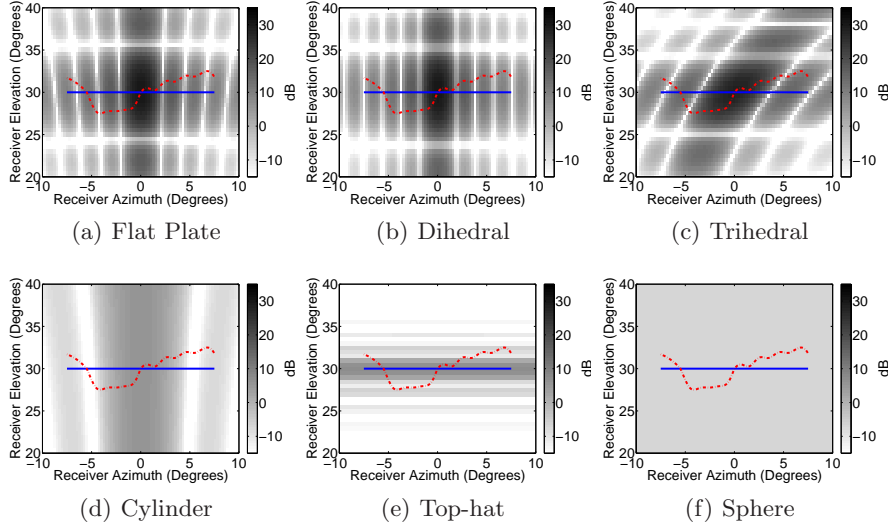 40
35
30
25
20
Receiver Elevation (Degrees)
−10 −5 0 5 10
Receiver Azimuth (Degrees)
30
20
10
0
−10
dB
(a) Flat Plate
40
35
30
25
20
Receiver Elevation (Degrees)
−10 −5 0 5 10
Receiver Azimuth (Degrees)
30
20
10
0
−10
dB
(b) Dihedral
40
35
30
25
20
Receiver Elevation (Degrees)
−10 −5 0 5 10
Receiver Azimuth (Degrees)
30
20
10
0
−10
dB
(c) Trihedral
40
35
30
25
20
Receiver Elevation (Degrees)
−10 −5 0 5 10
Receiver Azimuth (Degrees)
30
20
10
0
−10
dB
(d) Cylinder
40
35
30
25
20
Receiver Elevation (Degrees)
−10 −5 0 5 10
Receiver Azimuth (Degrees)
30
20
10
0
−10
dB
(e) Top-hat
40
35
30
25
20
Receiver Elevation (Degrees)
−10 −5 0 5 10
Receiver Azimuth (Degrees)
30
20
10
0
−10
dB
(f) Sphere